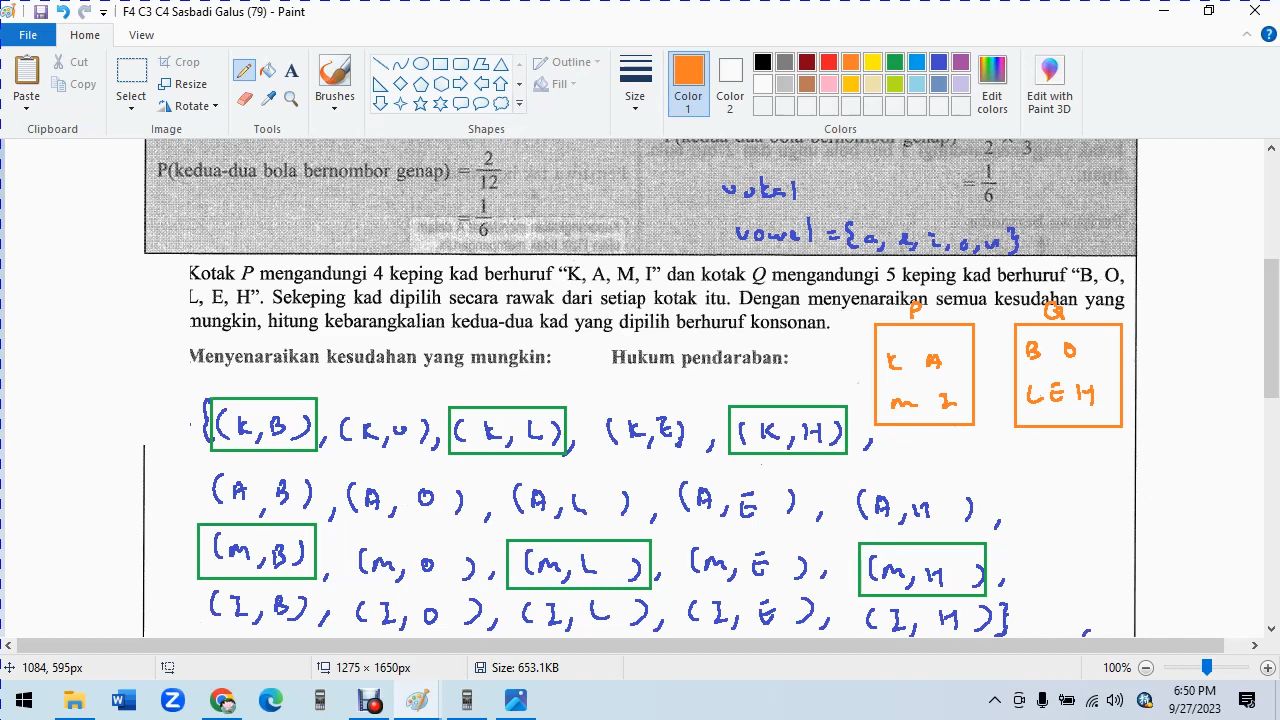 F4 C3 C4 Sasbadi Galus (79) - Paint
File Home View
Paste
Cut
Copy
Clipboard
Select
Crop
Resize
Rotate
Image
Tools
Brushes
Shapes
Outline
Fill
Size
Color 1
Color 2
Colors
Edit colors
Edit with Paint 3D
P(kedua-dua bola bernombor genap) = 2/12
= 1/6
= 1/6
vokal
vowel = {a, e, i, o, u}
Kotak P mengandungi 4 keping kad berhuruf “K, A, M, I” dan kotak Q mengandungi 5 keping kad berhuruf “B, O,
L, E, H”. Sekeping kad dipilih secara rawak dari setiap kotak itu. Dengan menyenaraikan semua kesudahan yang
mungkin, hitung kebarangkalian kedua-dua kad yang dipilih berhuruf konsonan.
P Q
Menyenaraikan kesudahan yang mungkin: Hukum pendaraban:
K A
M I
B O
L E H
{(K,B), (K,O), (K,L), (K,E), (K,H),
(A,B), (A,O), (A,L), (A,E), (A,H),
(M,B), (M,O), (M,L), (M,E), (M,H),
(I,B), (I,O), (I,L), (I,E), (I,H)}
1084, 595px 1275 × 1650px Size: 653.1KB 100%
6:50 PM
9/27/2023